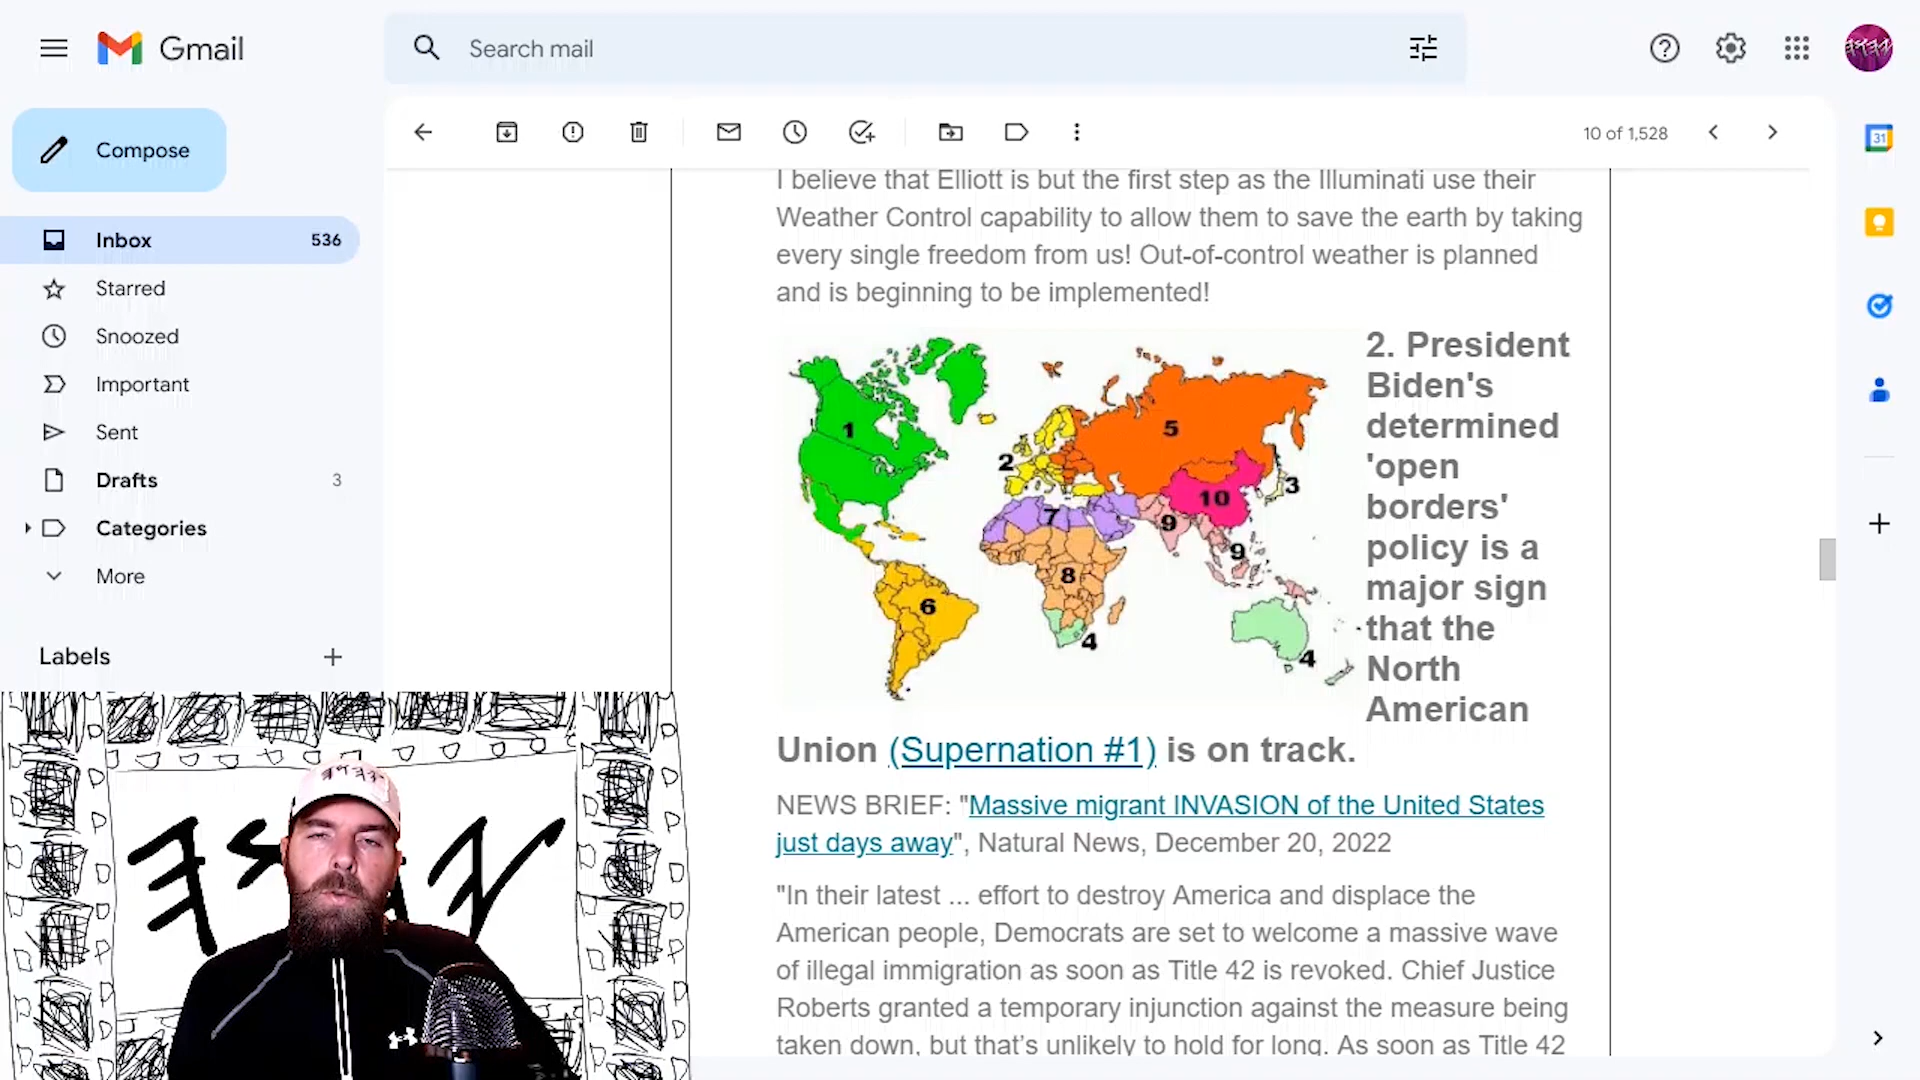 Gmail
Search mail
Compose
10 of 1,528
31
Inbox 536
Starred
Snoozed
Important
Sent
Drafts 3
Categories
More
Labels
I believe that Elliott is but the first step as the Illuminati use their
Weather Control capability to allow them to save the earth by taking
every single freedom from us! Out-of-control weather is planned
and is beginning to be implemented!
1
2
5
3
10
7
9
9
8
6
4
4
2. President
Biden's
determined
'open
borders'
policy is a
major sign
that the
North
American
Union (Supernation #1) is on track.
NEWS BRIEF: "Massive migrant INVASION of the United States
just days away", Natural News, December 20, 2022
"In their latest ... effort to destroy America and displace the
American people, Democrats are set to welcome a massive wave
of illegal immigration as soon as Title 42 is revoked. Chief Justice
Roberts granted a temporary injunction against the measure being
taken down, but that's unlikely to hold for long. As soon as Title 42